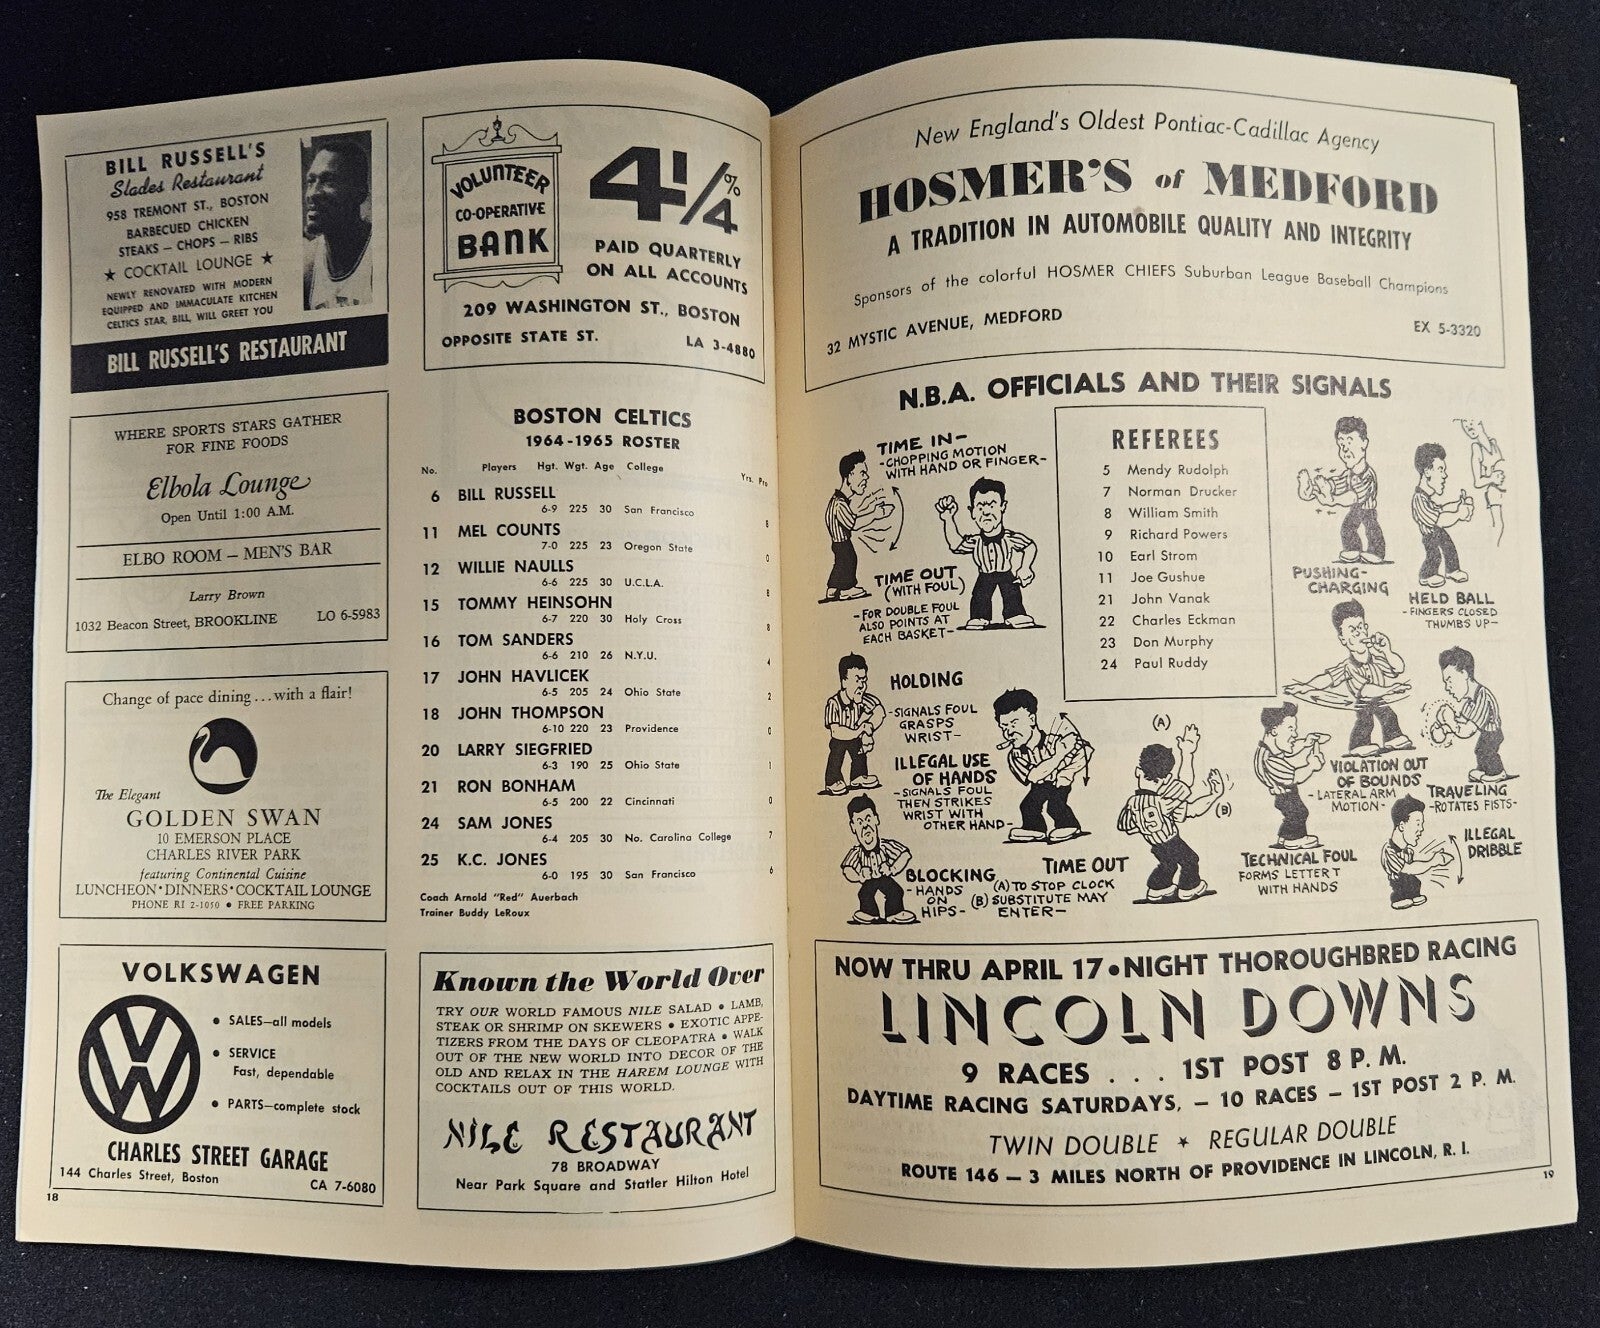 BILL RUSSELL'S
Slades Restaurant
958 TREMONT ST., BOSTON
BARBECUED CHICKEN
STEAKS – CHOPS – RIBS
★ COCKTAIL LOUNGE ★
NEWLY RENOVATED WITH MODERN
EQUIPPED AND IMMACULATE KITCHEN
CELTICS STAR, BILL, WILL GREET YOU
BILL RUSSELL'S RESTAURANT
WHERE SPORTS STARS GATHER
FOR FINE FOODS
Elbola Lounge
Open Until 1:00 A.M.
ELBO ROOM – MEN'S BAR
Larry Brown
1032 Beacon Street, BROOKLINE LO 6-5983
Change of pace dining...with a flair!
The Elegant
GOLDEN SWAN
10 EMERSON PLACE
CHARLES RIVER PARK
featuring Continental Cuisine
LUNCHEON • DINNERS • COCKTAIL LOUNGE
PHONE RI 2-1050 • FREE PARKING
VOLKSWAGEN
• SALES—all models
• SERVICE
Fast, dependable
• PARTS—complete stock
CHARLES STREET GARAGE
144 Charles Street, Boston CA 7-6080
18
VOLUNTEER
CO-OPERATIVE
BANK
4 1/4 %
PAID QUARTERLY
ON ALL ACCOUNTS
209 WASHINGTON ST., BOSTON
OPPOSITE STATE ST. LA 3-4880
BOSTON CELTICS
1964-1965 ROSTER
No. Players Hgt. Wgt. Age College Yrs. Pro
6 BILL RUSSELL
6-9 225 30 San Francisco 8
11 MEL COUNTS
7-0 225 23 Oregon State 0
12 WILLIE NAULLS
6-6 225 30 U.C.L.A. 8
15 TOMMY HEINSOHN
6-7 220 30 Holy Cross 8
16 TOM SANDERS
6-6 210 26 N.Y.U. 4
17 JOHN HAVLICEK
6-5 205 24 Ohio State 2
18 JOHN THOMPSON
6-10 220 23 Providence 0
20 LARRY SIEGFRIED
6-3 190 25 Ohio State 1
21 RON BONHAM
6-5 200 22 Cincinnati 0
24 SAM JONES
6-4 205 30 No. Carolina College 7
25 K.C. JONES
6-0 195 30 San Francisco 6
Coach Arnold "Red" Auerbach
Trainer Buddy LeRoux
Known the World Over
TRY OUR WORLD FAMOUS NILE SALAD • LAMB,
STEAK OR SHRIMP ON SKEWERS • EXOTIC APPE-
TIZERS FROM THE DAYS OF CLEOPATRA • WALK
OUT OF THE NEW WORLD INTO DECOR OF THE
OLD AND RELAX IN THE HAREM LOUNGE WITH
COCKTAILS OUT OF THIS WORLD.
NILE RESTAURANT
78 BROADWAY
Near Park Square and Statler Hilton Hotel
New England's Oldest Pontiac-Cadillac Agency
HOSMER'S of MEDFORD
A TRADITION IN AUTOMOBILE QUALITY AND INTEGRITY
Sponsors of the colorful HOSMER CHIEFS Suburban League Baseball Champions
32 MYSTIC AVENUE, MEDFORD EX 5-3320
N.B.A. OFFICIALS AND THEIR SIGNALS
TIME IN–
-CHOPPING MOTION
WITH HAND OR FINGER-
TIME OUT
(WITH FOUL)
-FOR DOUBLE FOUL
ALSO POINTS AT
EACH BASKET-
REFEREES
5 Mendy Rudolph
7 Norman Drucker
8 William Smith
9 Richard Powers
10 Earl Strom
11 Joe Gushue
21 John Vanak
22 Charles Eckman
23 Don Murphy
24 Paul Ruddy
PUSHING-
CHARGING
HELD BALL
-FINGERS CLOSED
THUMBS UP-
HOLDING
-SIGNALS FOUL
GRASPS
WRIST-
ILLEGAL USE
OF HANDS
-SIGNALS FOUL
THEN STRIKES
WRIST WITH
OTHER HAND-
BLOCKING
-HANDS
ON
HIPS-
(A)
(B)
TIME OUT
(A) TO STOP CLOCK
(B) SUBSTITUTE MAY
ENTER-
TECHNICAL FOUL
FORMS LETTER T
WITH HANDS
VIOLATION OUT
OF BOUNDS
-LATERAL ARM
MOTION-
TRAVELING
-ROTATES FISTS-
ILLEGAL
DRIBBLE
NOW THRU APRIL 17 • NIGHT THOROUGHBRED RACING
LINCOLN DOWNS
9 RACES . . . 1ST POST 8 P. M.
DAYTIME RACING SATURDAYS, – 10 RACES – 1ST POST 2 P. M.
TWIN DOUBLE ★ REGULAR DOUBLE
ROUTE 146 – 3 MILES NORTH OF PROVIDENCE IN LINCOLN, R. I.
19